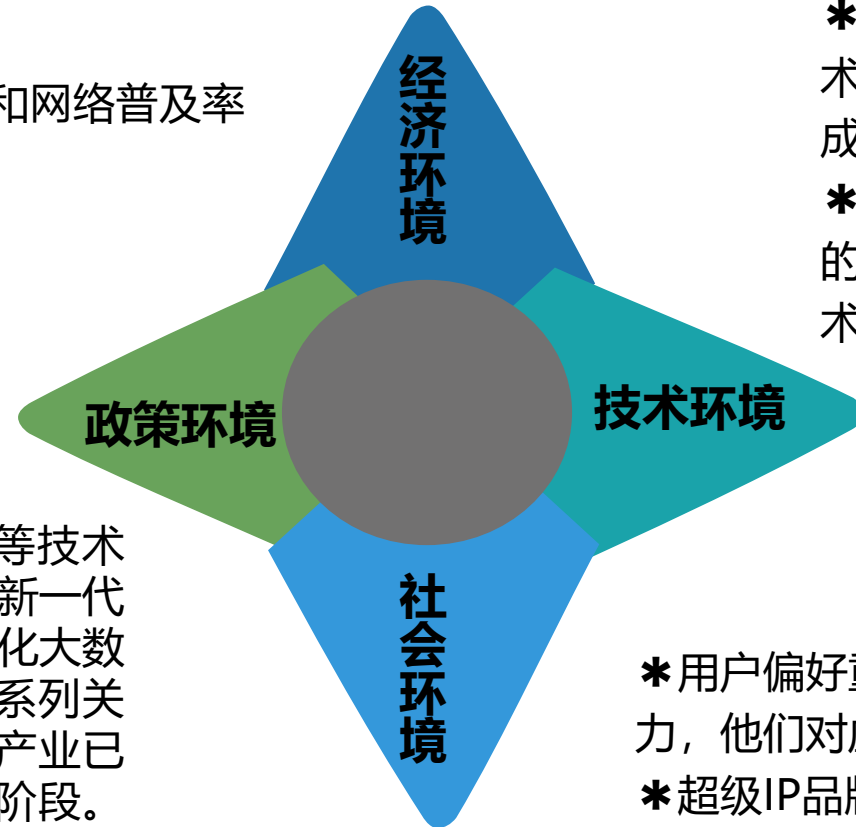 和网络普及率
经济环境
✱
术
成
✱
的
术
政策环境
技术环境
等技术
新一代
化大数
系列关
产业已
阶段。
社会环境
✱用户偏好
力，他们对
✱超级IP品